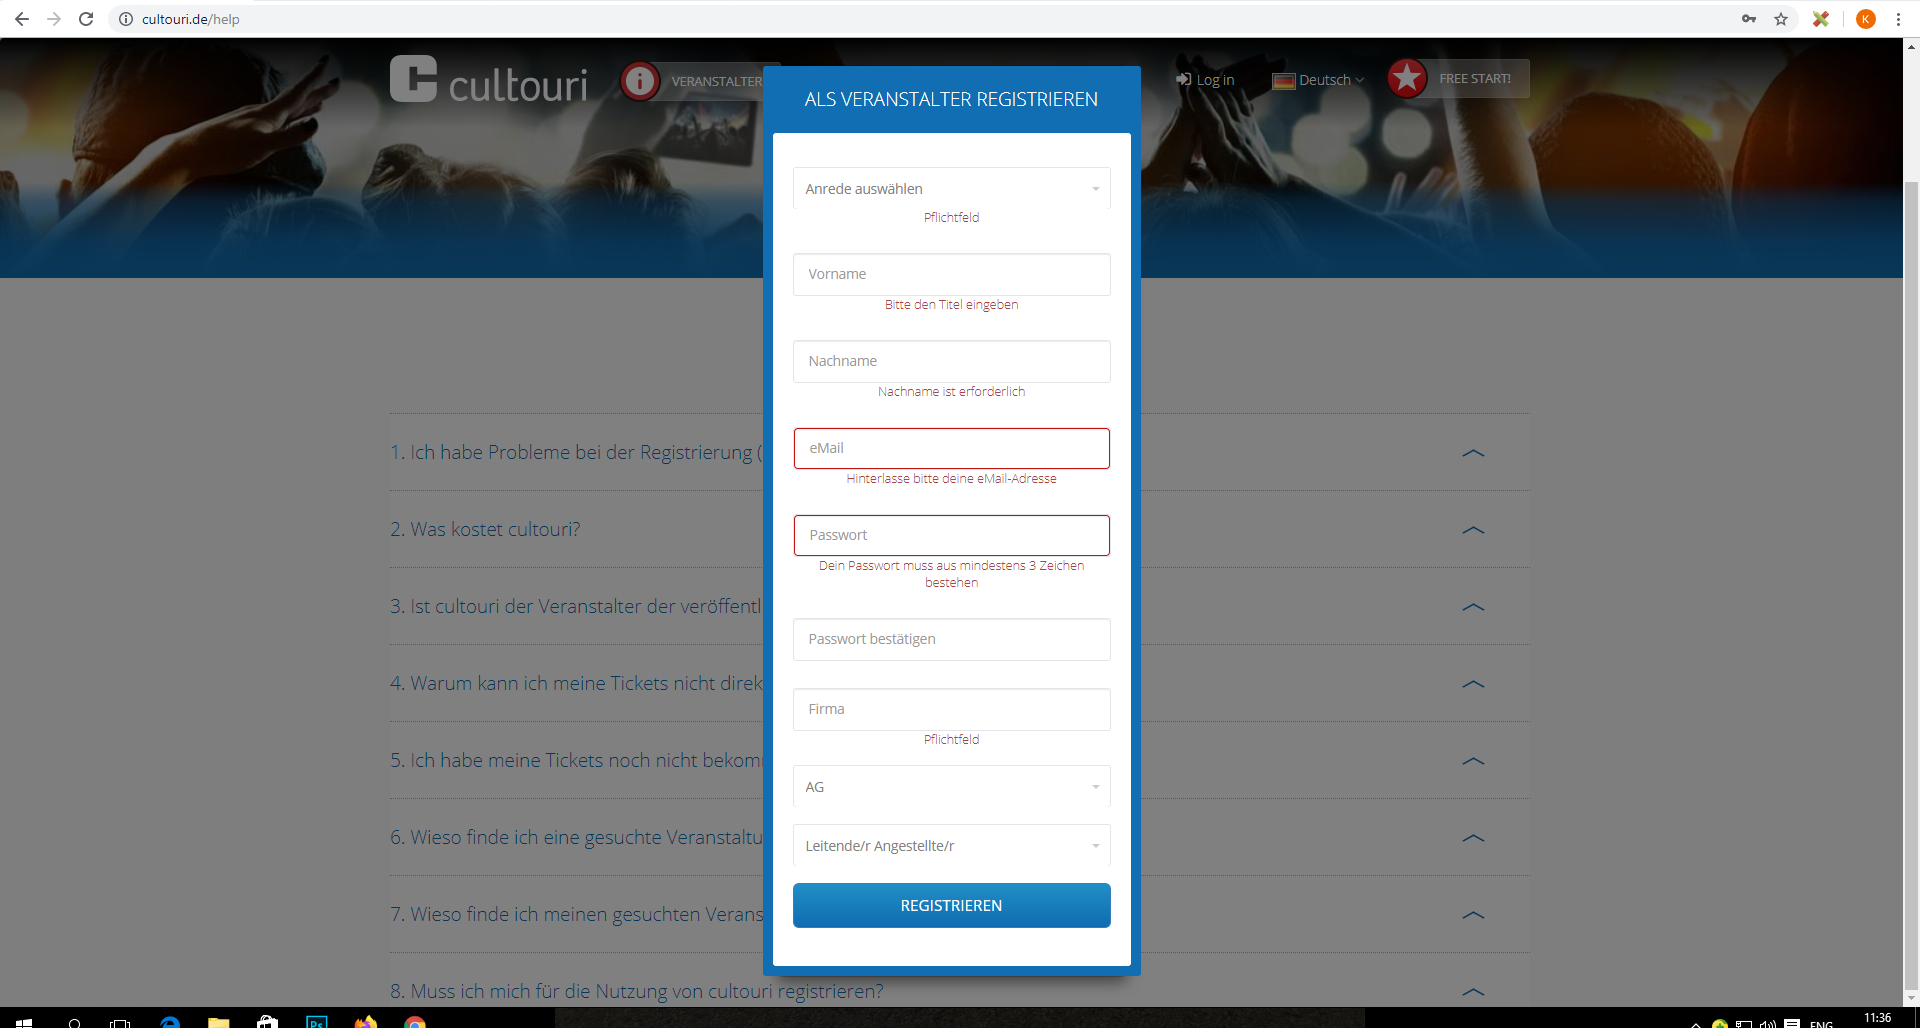 cultouri.de/help
K
cultouri
VERANSTALTER
Log in
Deutsch
FREE START!
ALS VERANSTALTER REGISTRIEREN
Anrede auswählen
Pflichtfeld
Vorname
Bitte den Titel eingeben
Nachname
Nachname ist erforderlich
eMail
Hinterlasse bitte deine eMail-Adresse
Passwort
Dein Passwort muss aus mindestens 3 Zeichen
bestehen
Passwort bestätigen
Firma
Pflichtfeld
AG
Leitende/r Angestellte/r
REGISTRIEREN
1. Ich habe Probleme bei der Registrierung (
2. Was kostet cultouri?
3. Ist cultouri der Veranstalter der veröffentl
4. Warum kann ich meine Tickets nicht direk
5. Ich habe meine Tickets noch nicht bekom
6. Wieso finde ich eine gesuchte Veranstaltu
7. Wieso finde ich meinen gesuchten Verans
8. Muss ich mich für die Nutzung von cultouri registrieren?
Ps
ENG
11:36